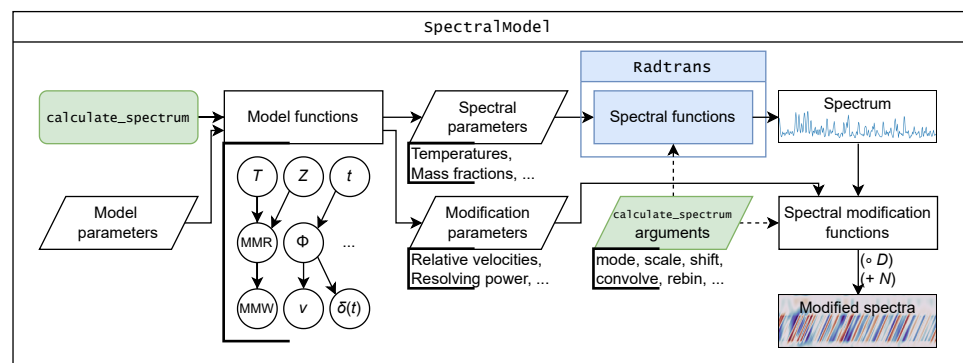 SpectralModel
Radtrans
calculate_spectrum
Model functions
Spectral
parameters
Spectral functions
Spectrum
Temperatures,
Mass fractions, ...
T
Z
t
Model
parameters
MMR
Φ
...
Modification
parameters
calculate_spectrum
arguments
Spectral modification
functions
Relative velocities,
Resolving power, ...
mode, scale, shift,
convolve, rebin, ...
(∘ D)
(+ N)
MMW
v
δ(t)
Modified spectra